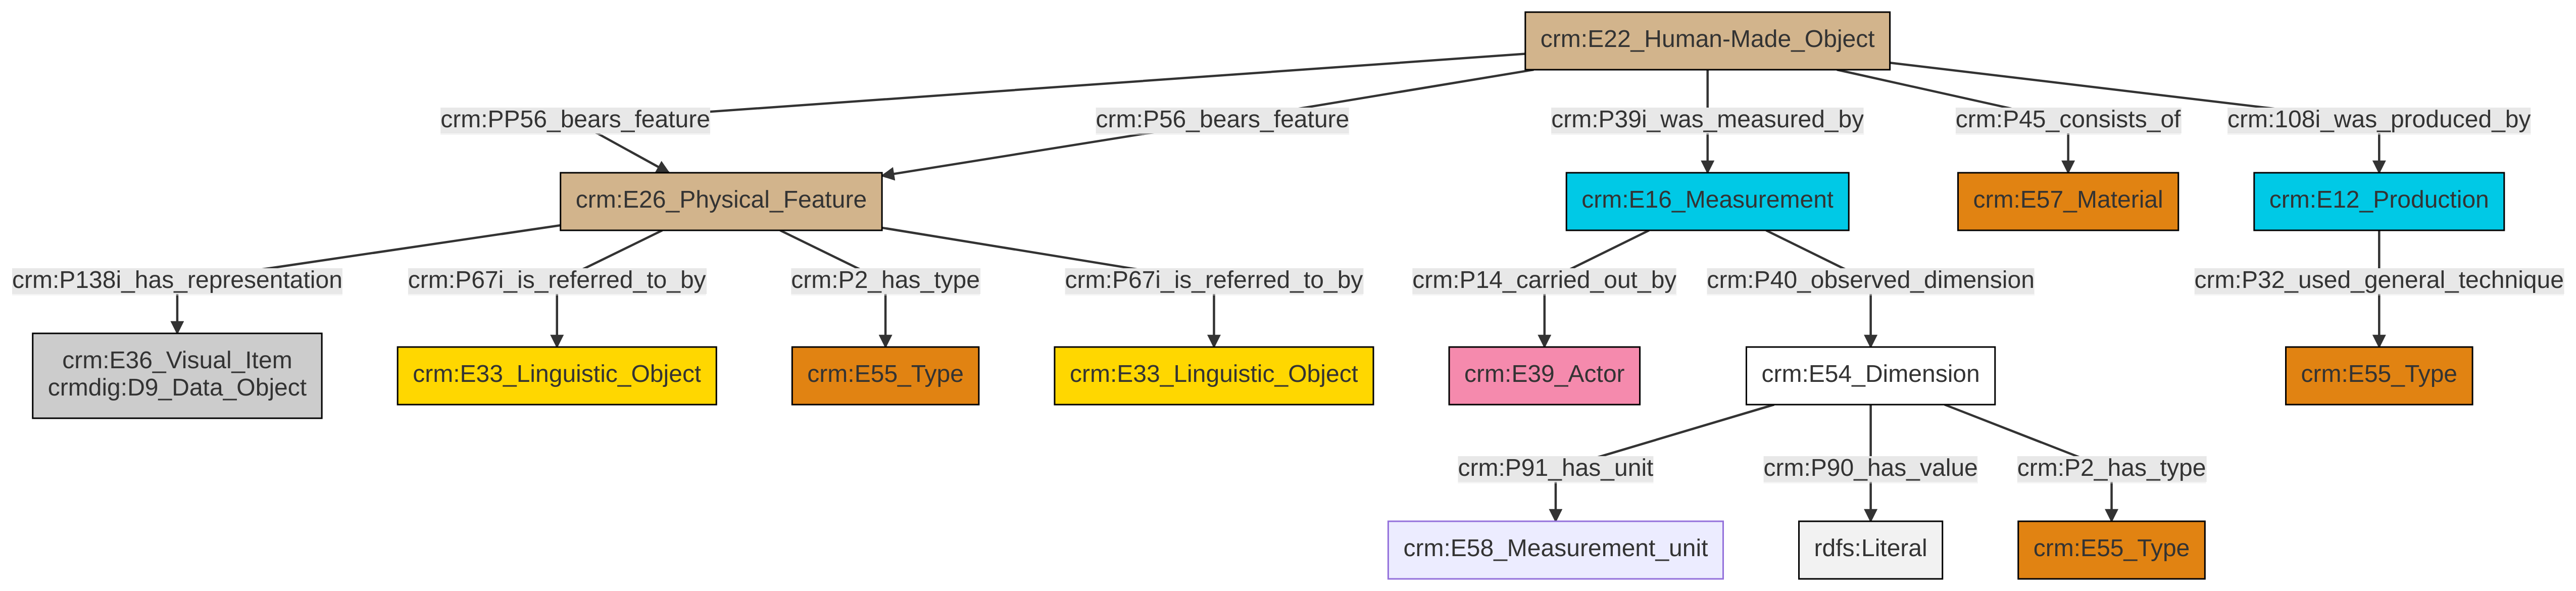 crm:E22_Human-Made_Object
crm:PP56_bears_feature
crm:P56_bears_feature
crm:P39i_was_measured_by
crm:P45_consists_of
crm:108i_was_produced_by
crm:E26_Physical_Feature
crm:E16_Measurement
crm:E57_Material
crm:E12_Production
crm:P138i_has_representation
crm:P67i_is_referred_to_by
crm:P2_has_type
crm:P67i_is_referred_to_by
crm:P14_carried_out_by
crm:P40_observed_dimension
crm:P32_used_general_technique
crm:E36_Visual_Item
crmdig:D9_Data_Object
crm:E33_Linguistic_Object
crm:E55_Type
crm:E33_Linguistic_Object
crm:E39_Actor
crm:E54_Dimension
crm:E55_Type
crm:P91_has_unit
crm:P90_has_value
crm:P2_has_type
crm:E58_Measurement_unit
rdfs:Literal
crm:E55_Type